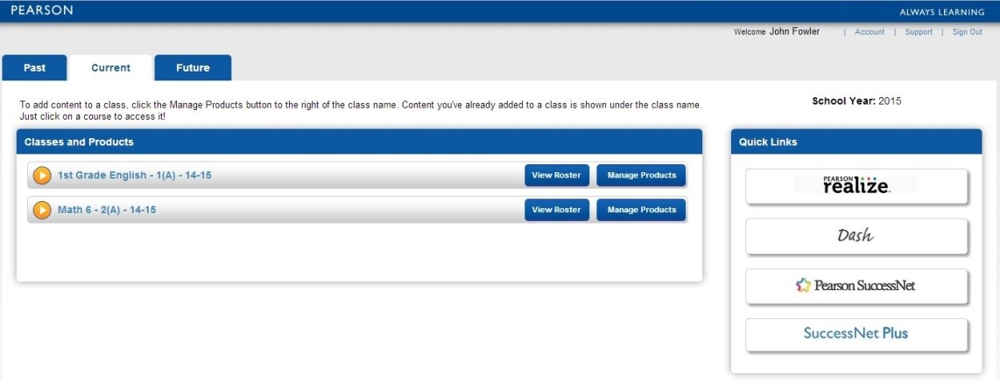 PEARSON
ALWAYS LEARNING
Welcome John Fowler | Account | Support | Sign Out
Past
Current
Future
To add content to a class, click the Manage Products button to the right of the class name. Content you've already added to a class is shown under the class name.
Just click on a course to access it!
School Year: 2015
Classes and Products
1st Grade English - 1(A) - 14-15
View Roster
Manage Products
Math 6 - 2(A) - 14-15
View Roster
Manage Products
Quick Links
PEARSON
realize
Dash
Pearson SuccessNet
SuccessNet Plus